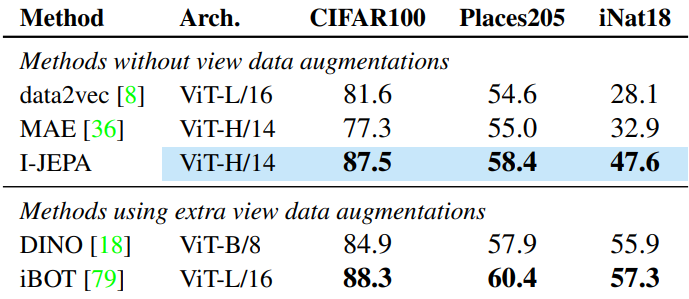 Method Arch. CIFAR100 Places205 iNat18
Methods without view data augmentations
data2vec [8] ViT-L/16 81.6 54.6 28.1
MAE [36] ViT-H/14 77.3 55.0 32.9
I-JEPA ViT-H/14 87.5 58.4 47.6
Methods using extra view data augmentations
DINO [18] ViT-B/8 84.9 57.9 55.9
iBOT [79] ViT-L/16 88.3 60.4 57.3